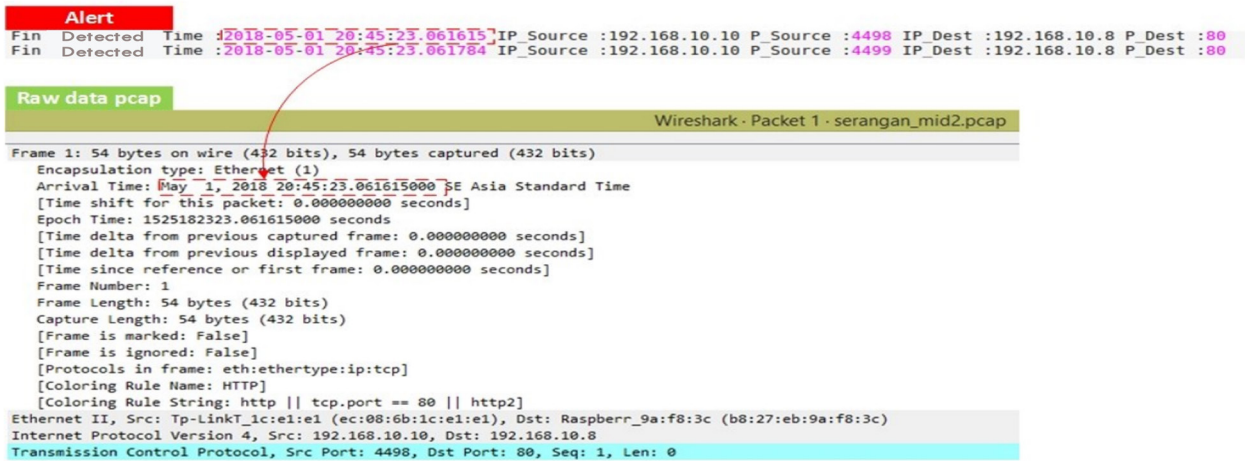 Alert
Fin Detected Time :2018-05-01 20:45:23.061615 IP_Source :192.168.10.10 P_Source :4498 IP_Dest :192.168.10.8 P_Dest :80
Fin Detected Time :2018-05-01 20:45:23.061784 IP_Source :192.168.10.10 P_Source :4499 IP_Dest :192.168.10.8 P_Dest :80
Raw data pcap
Wireshark · Packet 1 · serangan_mid2.pcap
Frame 1: 54 bytes on wire (432 bits), 54 bytes captured (432 bits)
Encapsulation type: Ethernet (1)
Arrival Time: May 1, 2018 20:45:23.061615000 SE Asia Standard Time
[Time shift for this packet: 0.000000000 seconds]
Epoch Time: 1525182323.061615000 seconds
[Time delta from previous captured frame: 0.000000000 seconds]
[Time delta from previous displayed frame: 0.000000000 seconds]
[Time since reference or first frame: 0.000000000 seconds]
Frame Number: 1
Frame Length: 54 bytes (432 bits)
Capture Length: 54 bytes (432 bits)
[Frame is marked: False]
[Frame is ignored: False]
[Protocols in frame: eth:ethertype:ip:tcp]
[Coloring Rule Name: HTTP]
[Coloring Rule String: http || tcp.port == 80 || http2]
Ethernet II, Src: Tp-LinkT_1c:e1:e1 (ec:08:6b:1c:e1:e1), Dst: Raspberr_9a:f8:3c (b8:27:eb:9a:f8:3c)
Internet Protocol Version 4, Src: 192.168.10.10, Dst: 192.168.10.8
Transmission Control Protocol, Src Port: 4498, Dst Port: 80, Seq: 1, Len: 0